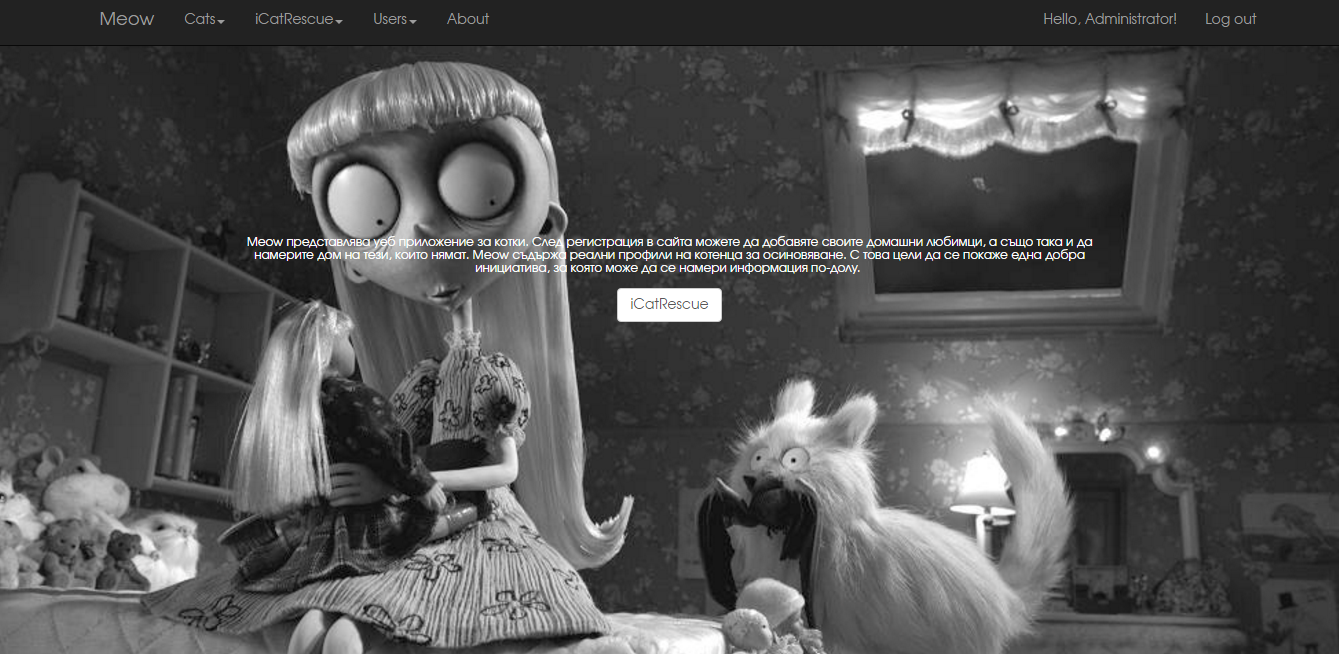 Meow Cats iCatRescue Users About Hello, Administrator! Log out
Meow представлява уеб приложение за котки. След регистрация в сайта можете да добавяте своите домашни любимци, а също така и да
намерите дом на тези, които нямат. Meow съдържа реални профили на котенца за осиновяване. С това цели да се покаже една добра
инициатива, за която може да се намери информация по-долу.
iCatRescue